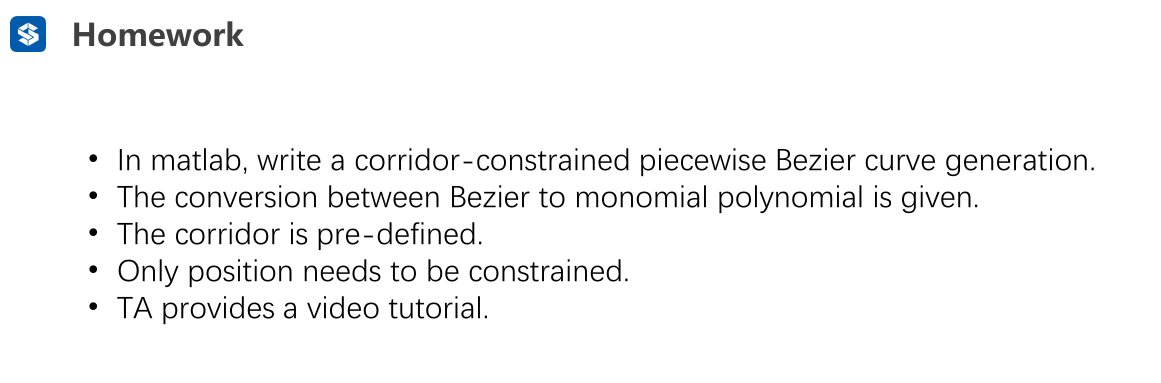 Homework
• In matlab, write a corridor-constrained piecewise Bezier curve generation.
• The conversion between Bezier to monomial polynomial is given.
• The corridor is pre-defined.
• Only position needs to be constrained.
• TA provides a video tutorial.